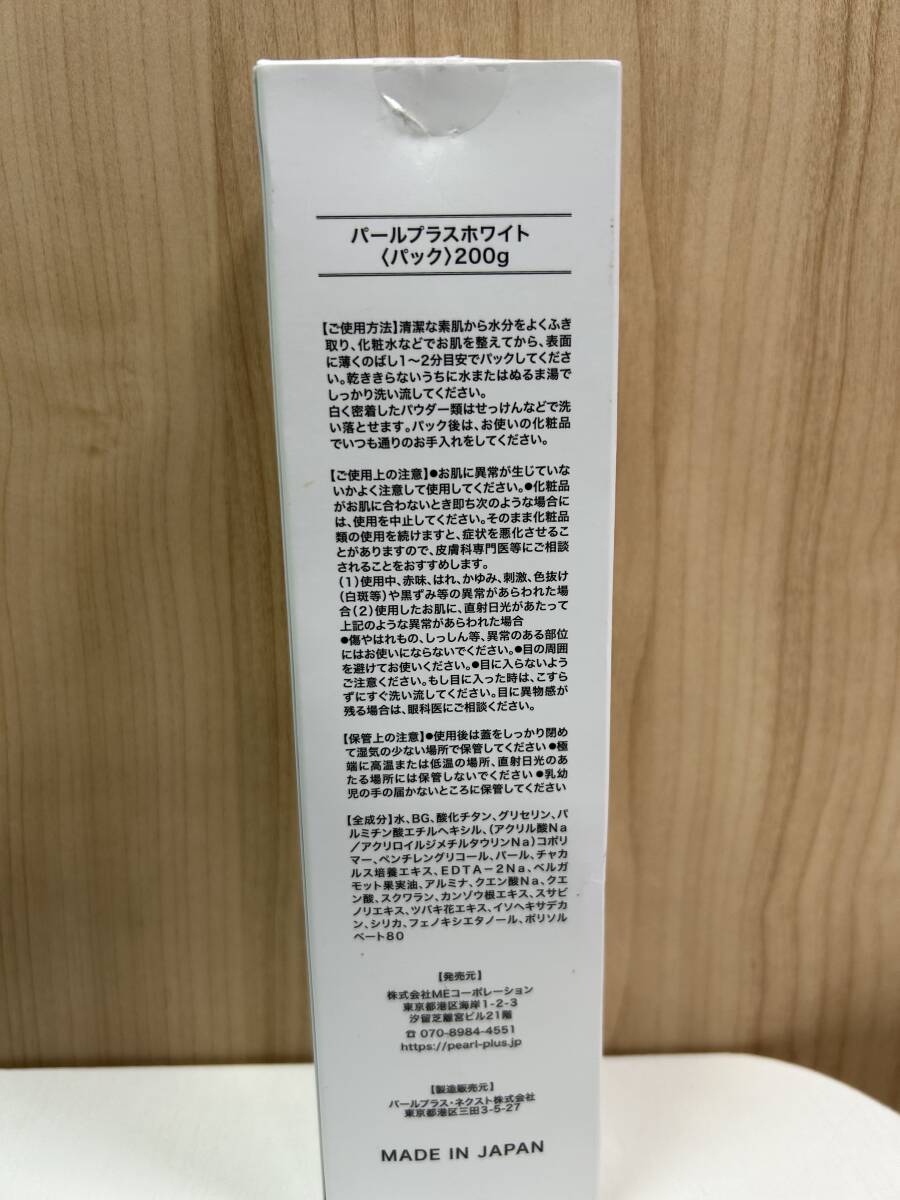 パールプラスホワイト
〈パック〉200g
【ご使用方法】清潔な素肌から水分をよくふき
取り、化粧水などでお肌を整えてから、表面
に薄くのばし1〜2分目安でパックしてくださ
い。乾ききらないうちに水またはぬるま湯で
しっかり洗い流してください。
白く密着したパウダー類はせっけんなどで洗
い落とせます。パック後は、お使いの化粧品
でいつも通りのお手入れをしてください。
【ご使用上の注意】●お肌に異常が生じていな
いかよく注意して使用してください。●化粧品
がお肌に合わないとき即ち次のような場合に
は、使用を中止してください。そのまま化粧品
類の使用を続けますと、症状を悪化させるこ
とがありますので、皮膚科専門医等にご相談
されることをおすすめします。
(1)使用中、赤味、はれ、かゆみ、刺激、色抜け
(白斑等)や黒ずみ等の異常があらわれた場
合(2)使用したお肌に、直射日光があたって
上記のような異常があらわれた場合
●傷やはれもの、しっしん等、異常のある部位
にはお使いにならないでください。●目の周囲
を避けてお使いください。●目に入らないよう
ご注意ください。もし目に入った時は、こすら
ずにすぐ洗い流してください。目に異物感が
残る場合は、眼科医にご相談ください。
【保管上の注意】●使用後は蓋をしっかり閉め
て湿気の少ない場所で保管してください●極
端に高温または低温の場所、直射日光のあ
たる場所には保管しないでください●乳幼
児の手の届かないところに保管してください
【全成分】水、BG、酸化チタン、グリセリン、パ
ルミチン酸エチルヘキシル、(アクリル酸Na
/アクリロイルジメチルタウリンNa)コポリ
マー、ペンチレングリコール、パール、チャカ
ルス培養エキス、EDTA-2Na、ベルガ
モット果実油、アルミナ、クエン酸Na、クエ
ン酸、スクワラン、カンゾウ根エキス、スサビ
ノリエキス、ツバキ花エキス、イソヘキサデカ
ン、シリカ、フェノキシエタノール、ポリソル
ベート80
【発売元】
株式会社MEコーポレーション
東京都港区海岸1-2-3
汐留芝離宮ビル21階
☎ 070-8984-4551
https://pearl-plus.jp
【製造販売元】
パールプラス・ネクスト株式会社
東京都港区三田3-5-27
MADE IN JAPAN